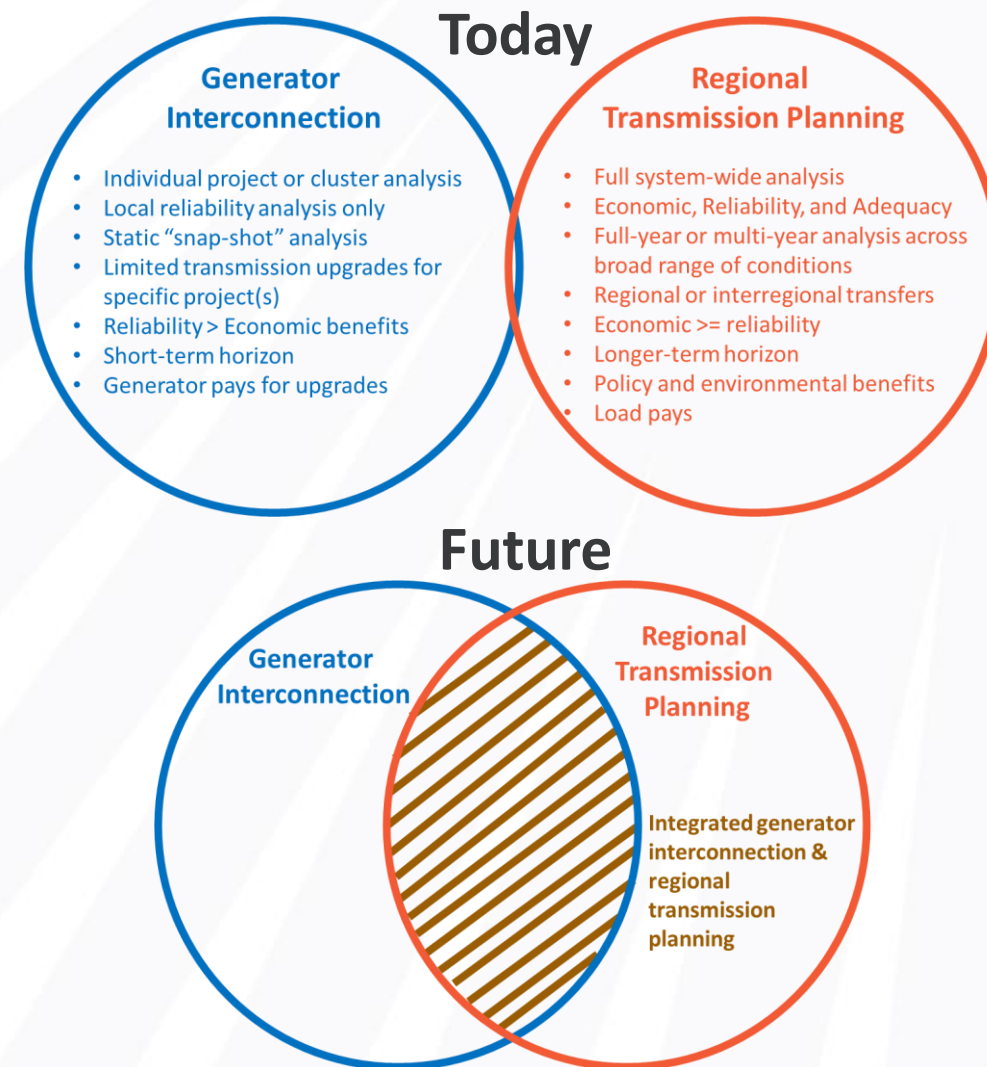 Today
Generator
Interconnection
• Individual project or cluster analysis
• Local reliability analysis only
• Static “snap-shot” analysis
• Limited transmission upgrades for
specific project(s)
• Reliability > Economic benefits
• Short-term horizon
• Generator pays for upgrades
Regional
Transmission Planning
• Full system-wide analysis
• Economic, Reliability, and Adequacy
• Full-year or multi-year analysis across
broad range of conditions
• Regional or interregional transfers
• Economic >= reliability
• Longer-term horizon
• Policy and environmental benefits
• Load pays
Future
Generator
Interconnection
Regional
Transmission
Planning
Integrated generator
interconnection &
regional
transmission
planning